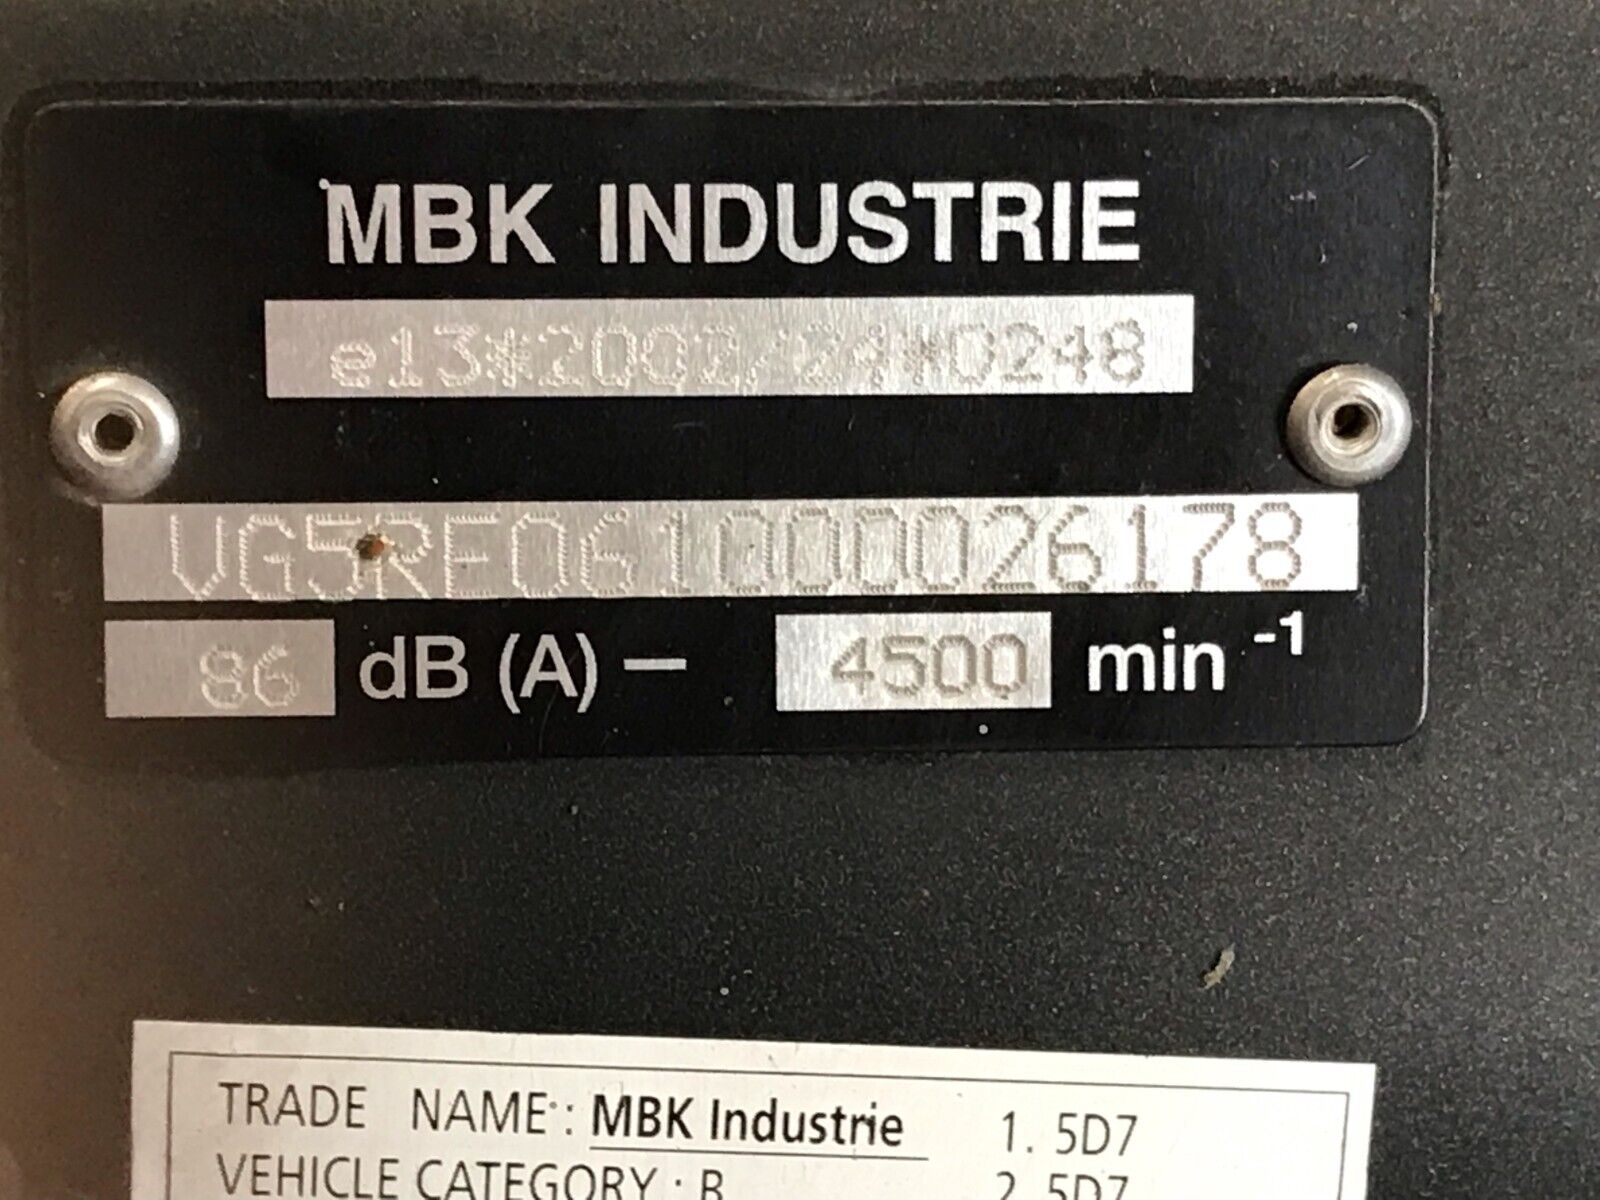 MBK INDUSTRIE
e13*2002/24*0248
VG5RE061000026178
86 dB (A) — 4500 min -1
TRADE NAME: MBK Industrie 1. 5D7
VEHICLE CATEGORY : B 2. 5D7